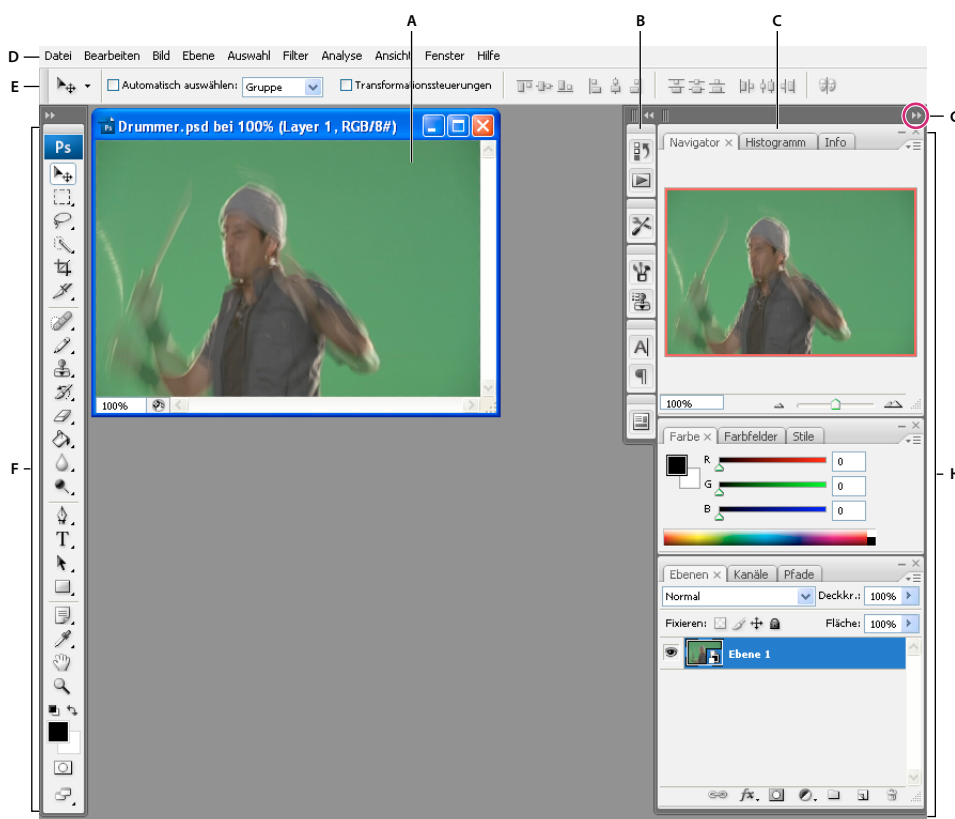 A B C
D Datei Bearbeiten Bild Ebene Auswahl Filter Analyse Ansicht Fenster Hilfe
E Automatisch auswählen: Gruppe Transformationssteuerungen
Drummer.psd bei 100% (Layer 1, RGB/8#)
Ps
Navigator × Histogramm Info
100%
100%
Farbe × Farbfelder Stile
R 0
G 0
B 0
F
H
Ebenen × Kanäle Pfade
Normal Deckkr.: 100%
Fixieren: Fläche: 100%
Ebene 1
T
A
fx